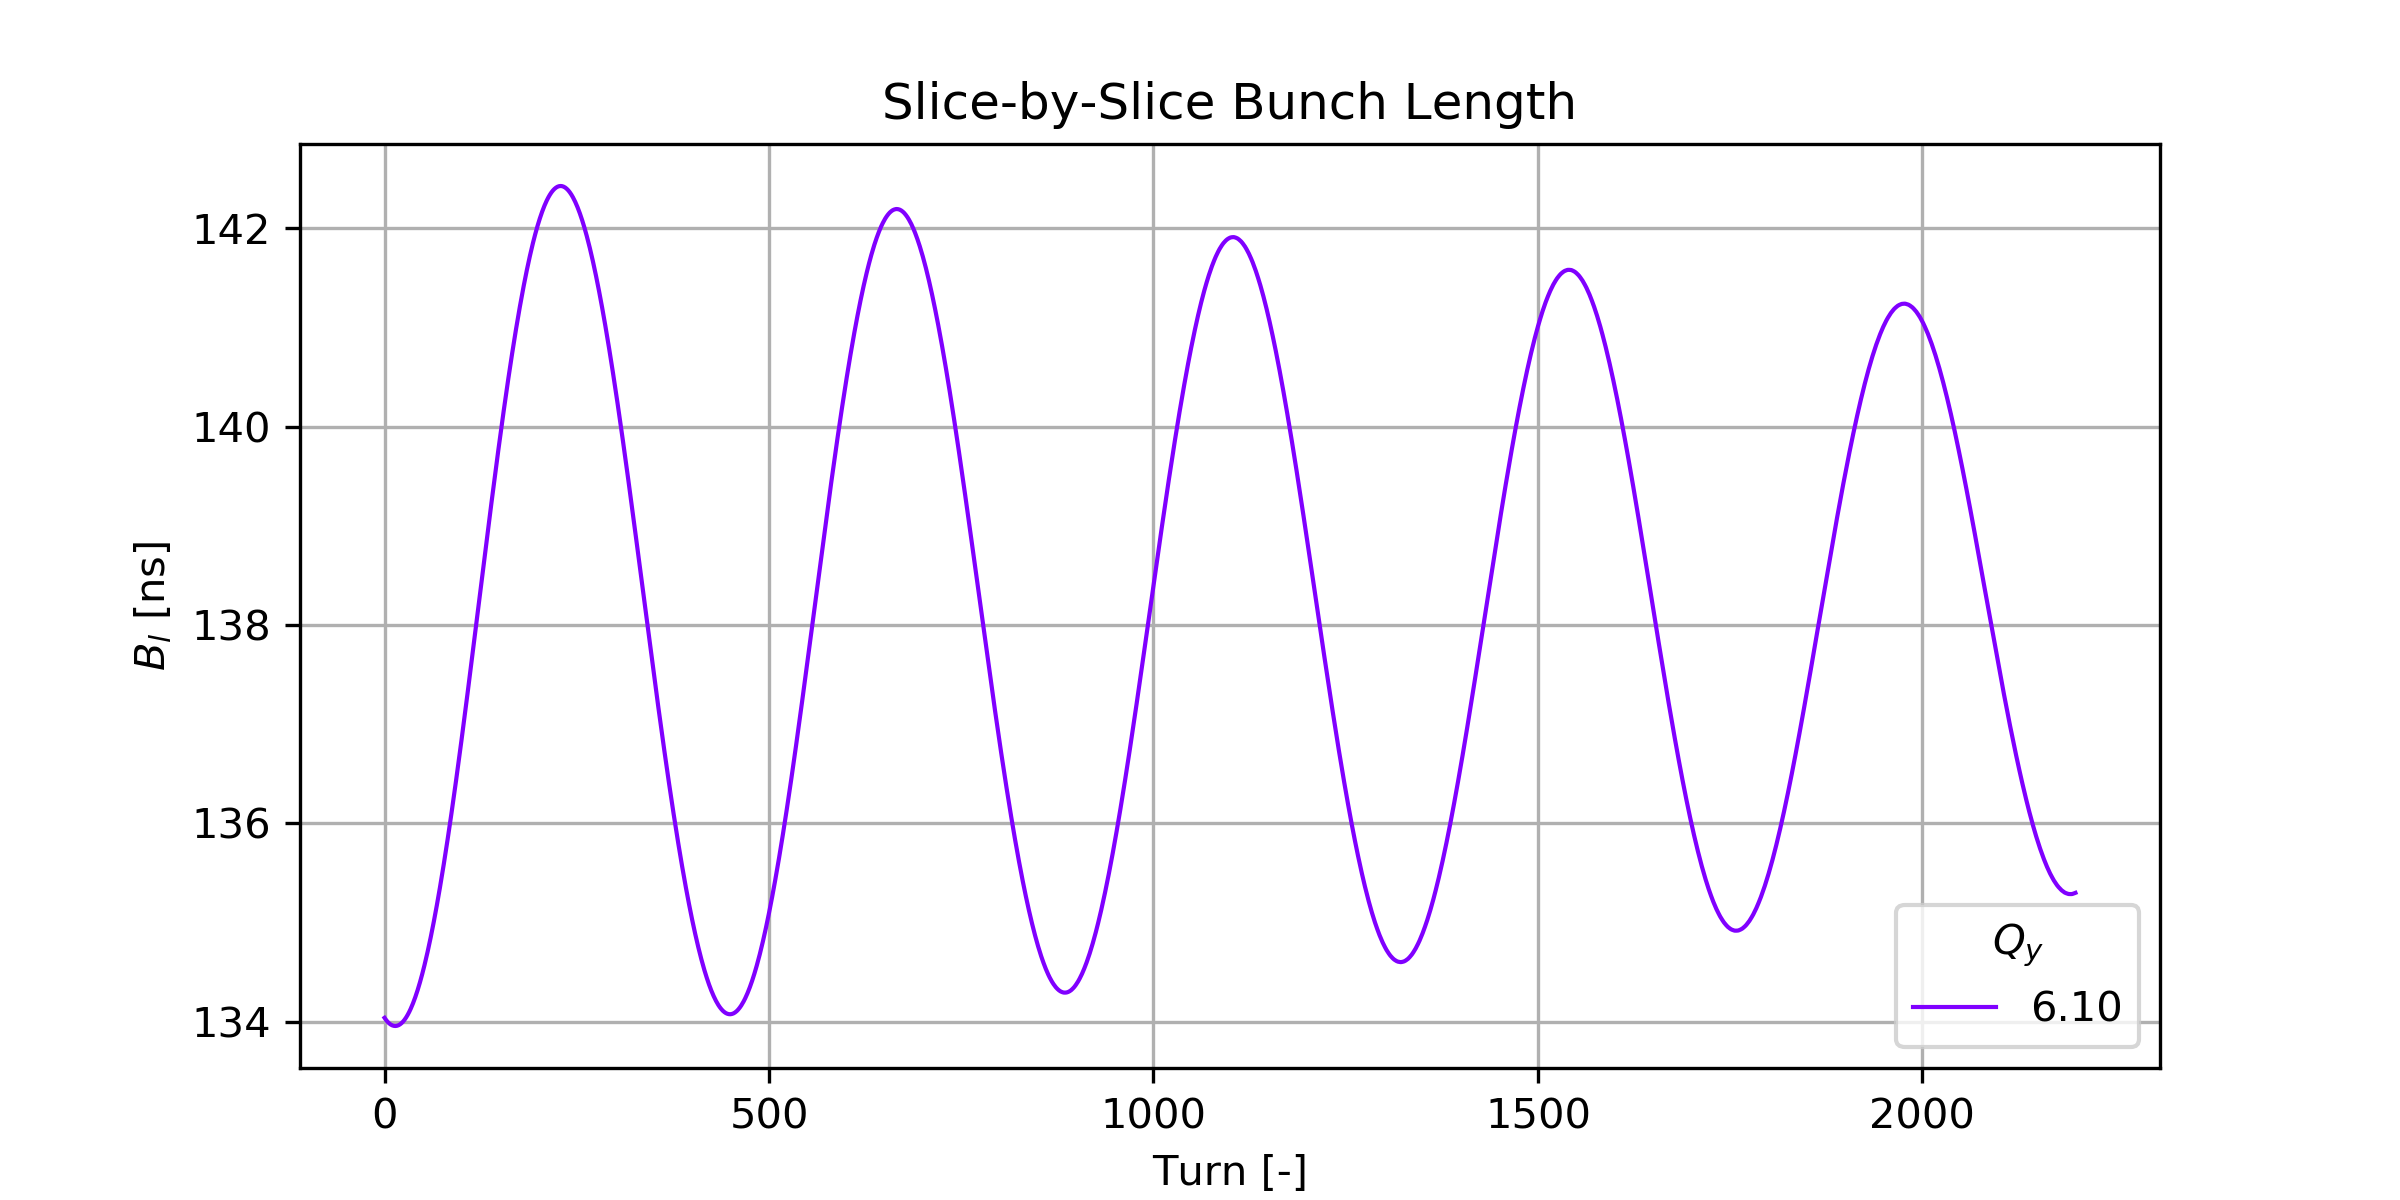 Slice-by-Slice Bunch Length
B_l [ns]
142
140
138
136
134
0 500 1000 1500 2000
Turn [-]
Q_y
6.10